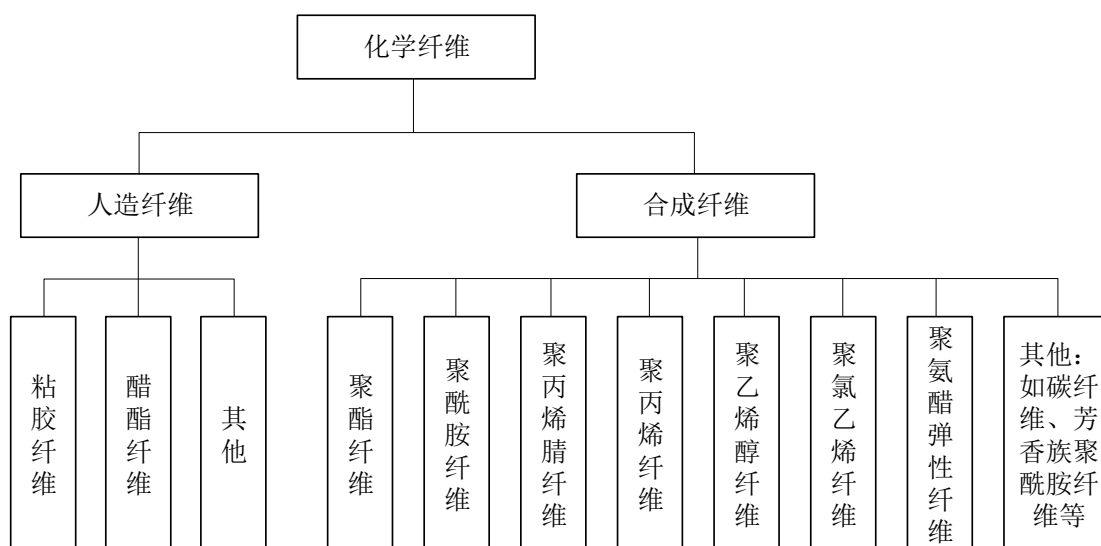 化学纤维
人造纤维
合成纤维
粘胶纤维
醋酯纤维
其他
聚酯纤维
聚酰胺纤维
聚丙烯腈纤维
聚丙烯纤维
聚乙烯醇纤维
聚氯乙烯纤维
聚氨醋弹性纤维
其他：
如碳纤
维、芳
香族聚
酰胺纤
维等